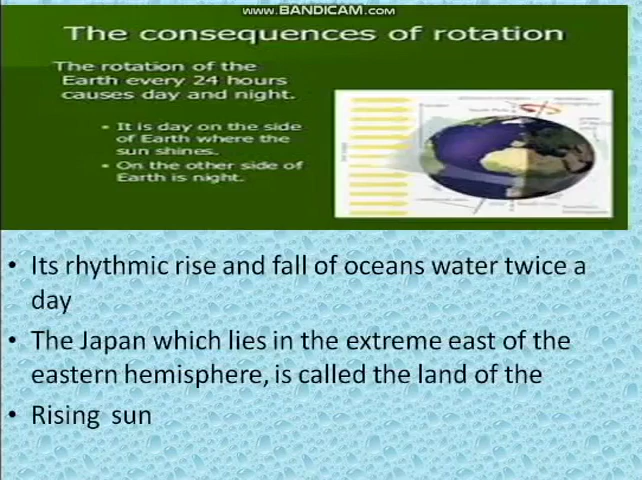 www.BANDICAM.com
The consequences of rotation
The rotation of the
Earth every 24 hours
causes day and night.
• It is day on the side
of Earth where the
sun shines.
• On the other side of
Earth is night.
• Its rhythmic rise and fall of oceans water twice a
day
• The Japan which lies in the extreme east of the
eastern hemisphere, is called the land of the
• Rising sun